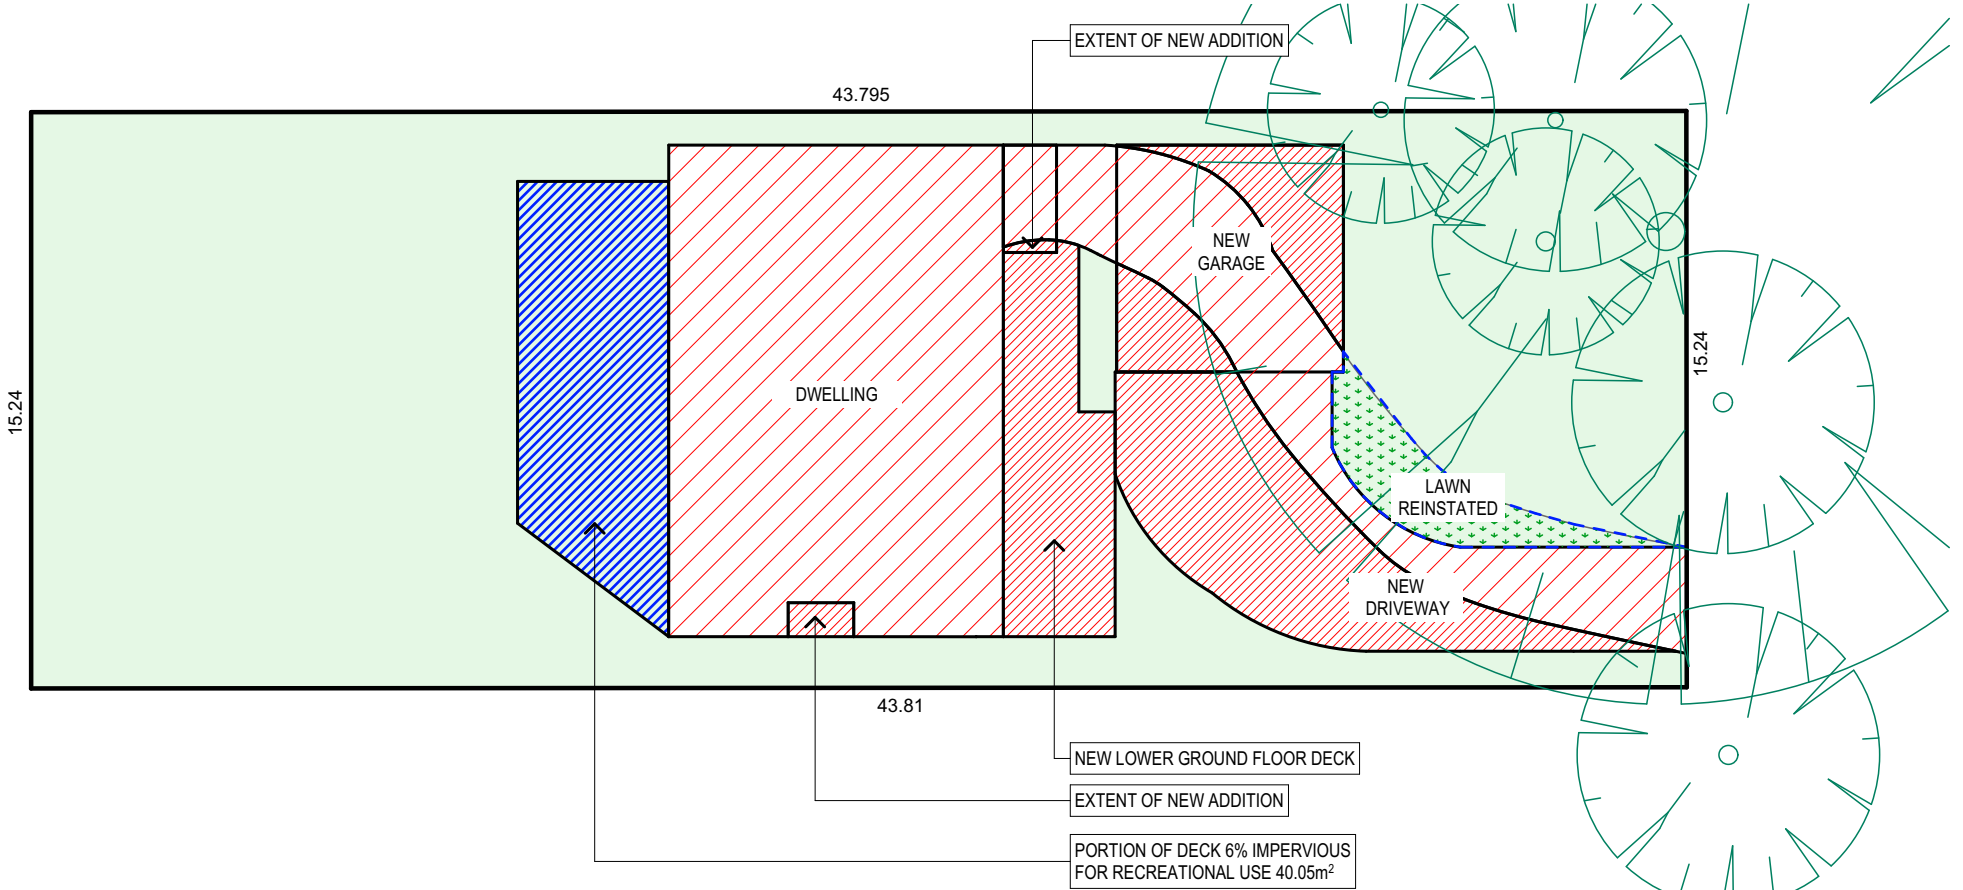 EXTENT OF NEW ADDITION
43.795
NEW
GARAGE
15.24
DWELLING
15.24
LAWN
REINSTATED
NEW
DRIVEWAY
43.81
NEW LOWER GROUND FLOOR DECK
EXTENT OF NEW ADDITION
PORTION OF DECK 6% IMPERVIOUS
FOR RECREATIONAL USE 40.05m²